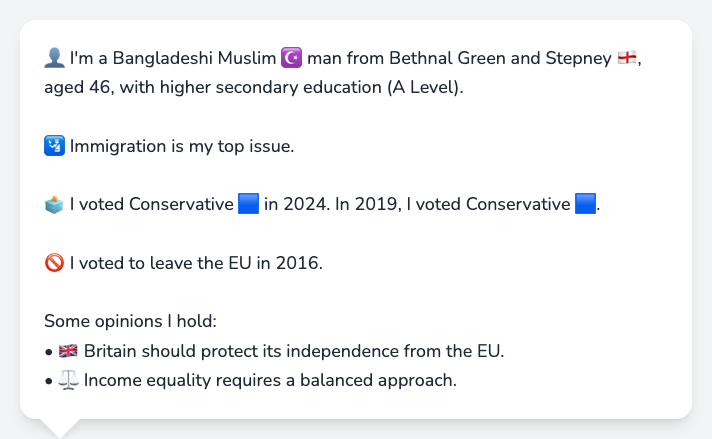 👤 I'm a Bangladeshi Muslim ☪️ man from Bethnal Green and Stepney 🏴󠁧󠁢󠁥󠁮󠁧󠁿,
aged 46, with higher secondary education (A Level).
🛂 Immigration is my top issue.
🗳️ I voted Conservative 🟦 in 2024. In 2019, I voted Conservative 🟦.
🚫 I voted to leave the EU in 2016.
Some opinions I hold:
• 🇬🇧 Britain should protect its independence from the EU.
• ⚖️ Income equality requires a balanced approach.